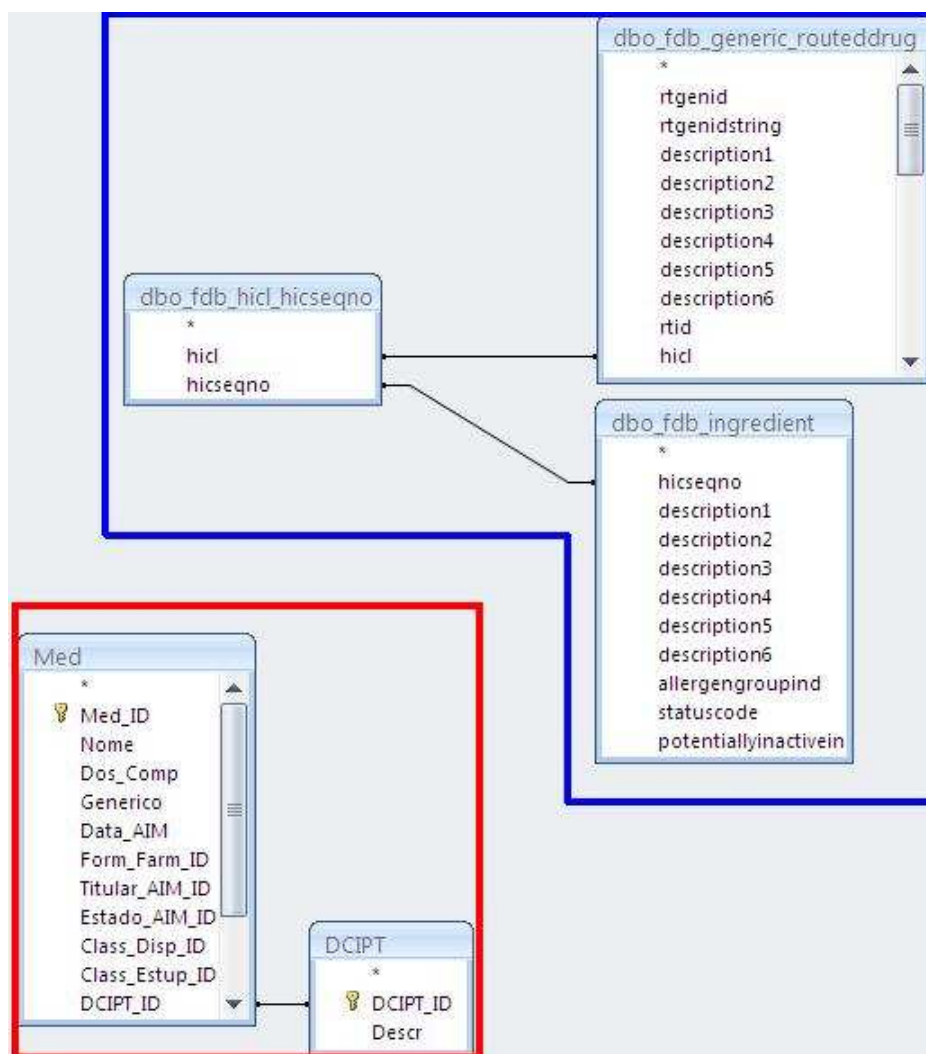 dbo_fdb_generic_routeddrug
*
rtgenid
rtgenidstring
description1
description2
description3
description4
description5
description6
rtid
hicl
dbo_fdb_hicl_hicseqno
*
hicl
hicseqno
dbo_fdb_ingredient
*
hicseqno
description1
description2
description3
description4
description5
description6
allergengroupind
statuscode
potentiallyinactivein
Med
*
Med_ID
Nome
Dos_Comp
Generico
Data_AIM
Form_Farm_ID
Titular_AIM_ID
Estado_AIM_ID
Class_Disp_ID
Class_Estup_ID
DCIPT_ID
DCIPT
*
DCIPT_ID
Descr